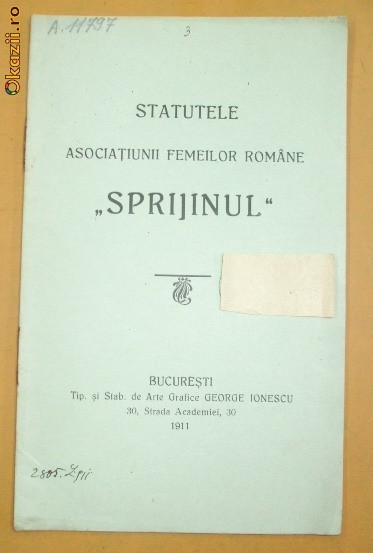 Okazii.ro
A.11797
3
STATUTELE
ASOCIAȚIUNII FEMEILOR ROMÂNE
„SPRIJINUL“
BUCUREȘTI
Tip. și Stab. de Arte Grafice GEORGE IONESCU
30, Strada Academiei, 30
1911